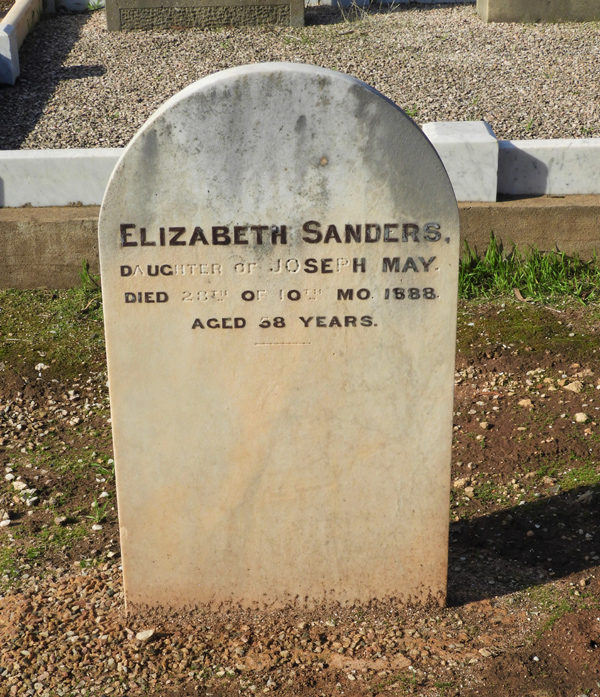 ELIZABETH SANDERS,
DAUGHTER OF JOSEPH MAY.
DIED 28TH OF 10TH MO. 1888.
AGED 58 YEARS.